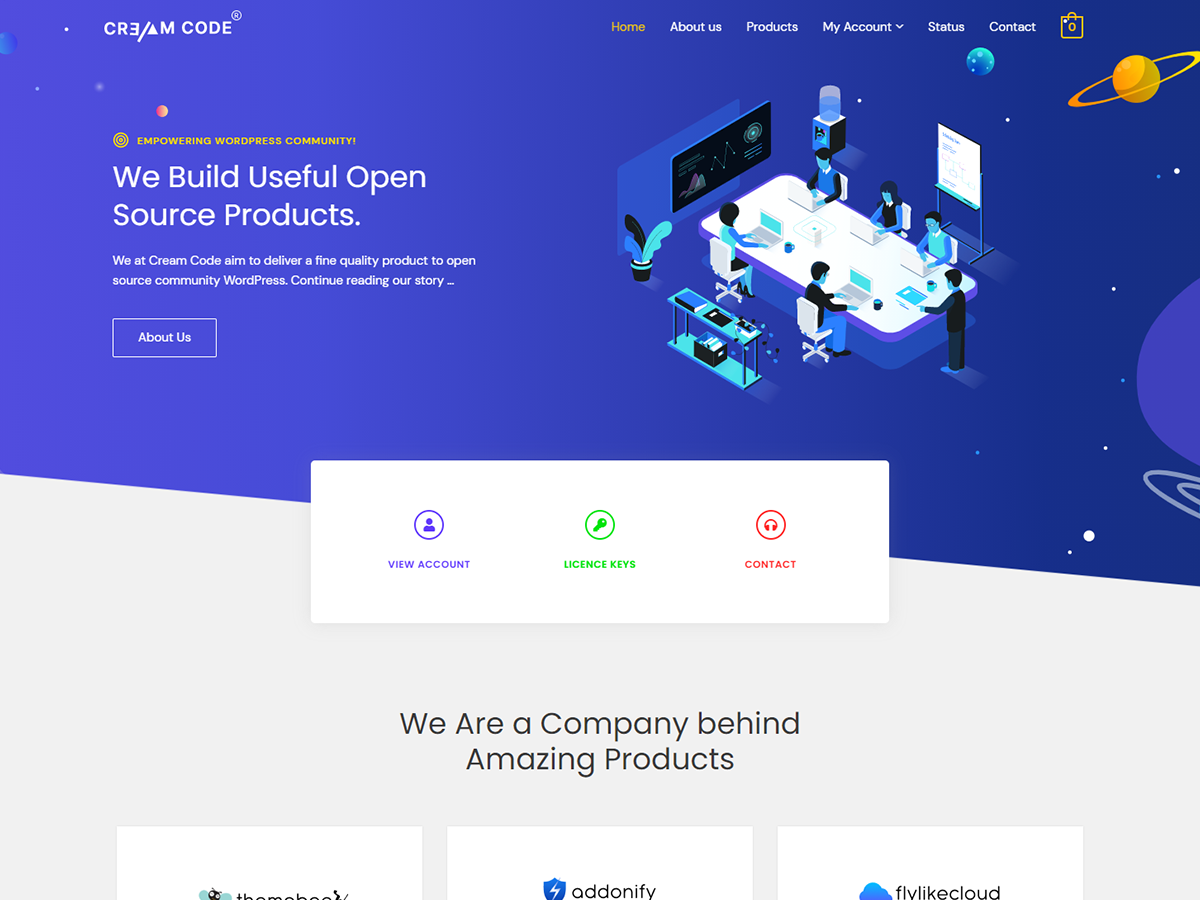 CREAM CODE®
Home About us Products My Account Status Contact 0
EMPOWERING WORDPRESS COMMUNITY!
We Build Useful Open
Source Products.
We at Cream Code aim to deliver a fine quality product to open
source community WordPress. Continue reading our story ...
About Us
VIEW ACCOUNT LICENCE KEYS CONTACT
We Are a Company behind
Amazing Products
addonify flylikecloud